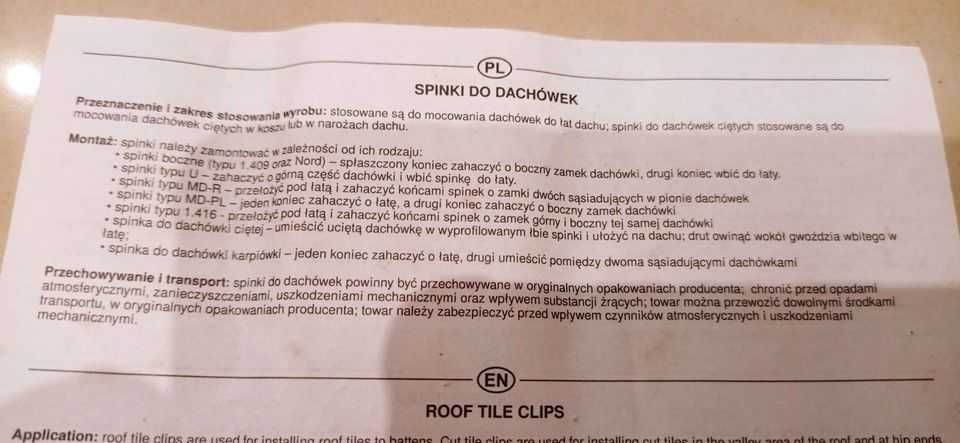 PL
SPINKI DO DACHÓWEK
Przeznaczenie i zakres stosowania wyrobu: stosowane są do mocowania dachówek do łat dachu; spinki do dachówek ciętych stosowane są do
mocowania dachówek ciętych w koszu lub w narożach dachu.
Montaż: spinki należy zamontować w zależności od ich rodzaju:
* spinki boczne (typu 1.409 oraz Nord) – spłaszczony koniec zahaczyć o boczny zamek dachówki, drugi koniec wbić do łaty.
* spinki typu U – zahaczyć o górną część dachówki i wbić spinkę do łaty.
* spinki typu MD-R – przełożyć pod łatą i zahaczyć końcami spinek o zamki dwóch sąsiadujących w pionie dachówek
* spinki typu MD-PL – jeden koniec zahaczyć o łatę, a drugi koniec zahaczyć o boczny zamek dachówki
* spinki typu 1.416 - przełożyć pod łatą i zahaczyć końcami spinek o zamek górny i boczny tej samej dachówki
* spinka do dachówki ciętej – umieścić uciętą dachówkę w wyprofilowanym łbie spinki i ułożyć na dachu; drut owinąć wokół gwoździa wbitego w
łatę;
* spinka do dachówki karpiówki – jeden koniec zahaczyć o łatę, drugi umieścić pomiędzy dwoma sąsiadującymi dachówkami
Przechowywanie i transport: spinki do dachówek powinny być przechowywane w oryginalnych opakowaniach producenta; chronić przed opadami
atmosferycznymi, zanieczyszczeniami, uszkodzeniami mechanicznymi oraz wpływem substancji żrących; towar można przewozić dowolnymi środkami
transportu, w oryginalnych opakowaniach producenta; towar należy zabezpieczyć przed wpływem czynników atmosferycznych i uszkodzeniami
mechanicznymi.
EN
ROOF TILE CLIPS
Application: roof tile clips are used for installing roof tiles to battens. Cut tile clips are used for installing cut tiles in the valley area of the roof and at hip ends